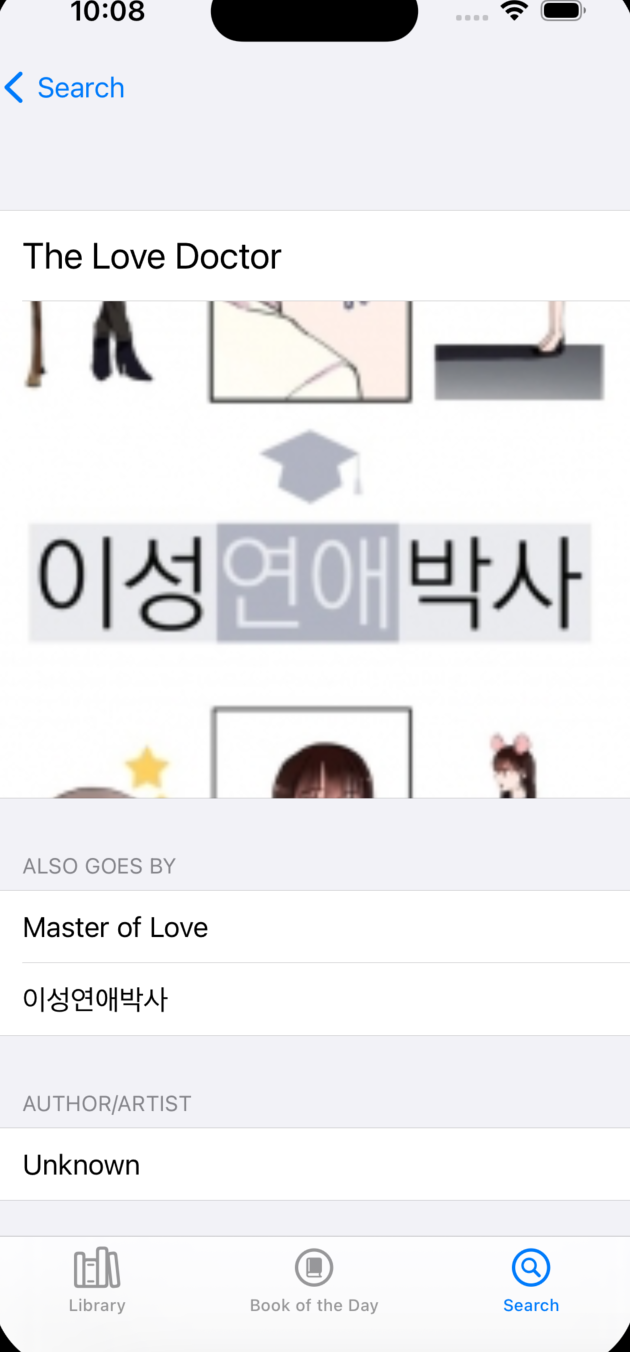 10:08
Search
The Love Doctor
이성연애박사
ALSO GOES BY
Master of Love
이성연애박사
AUTHOR/ARTIST
Unknown
Library
Book of the Day
Search